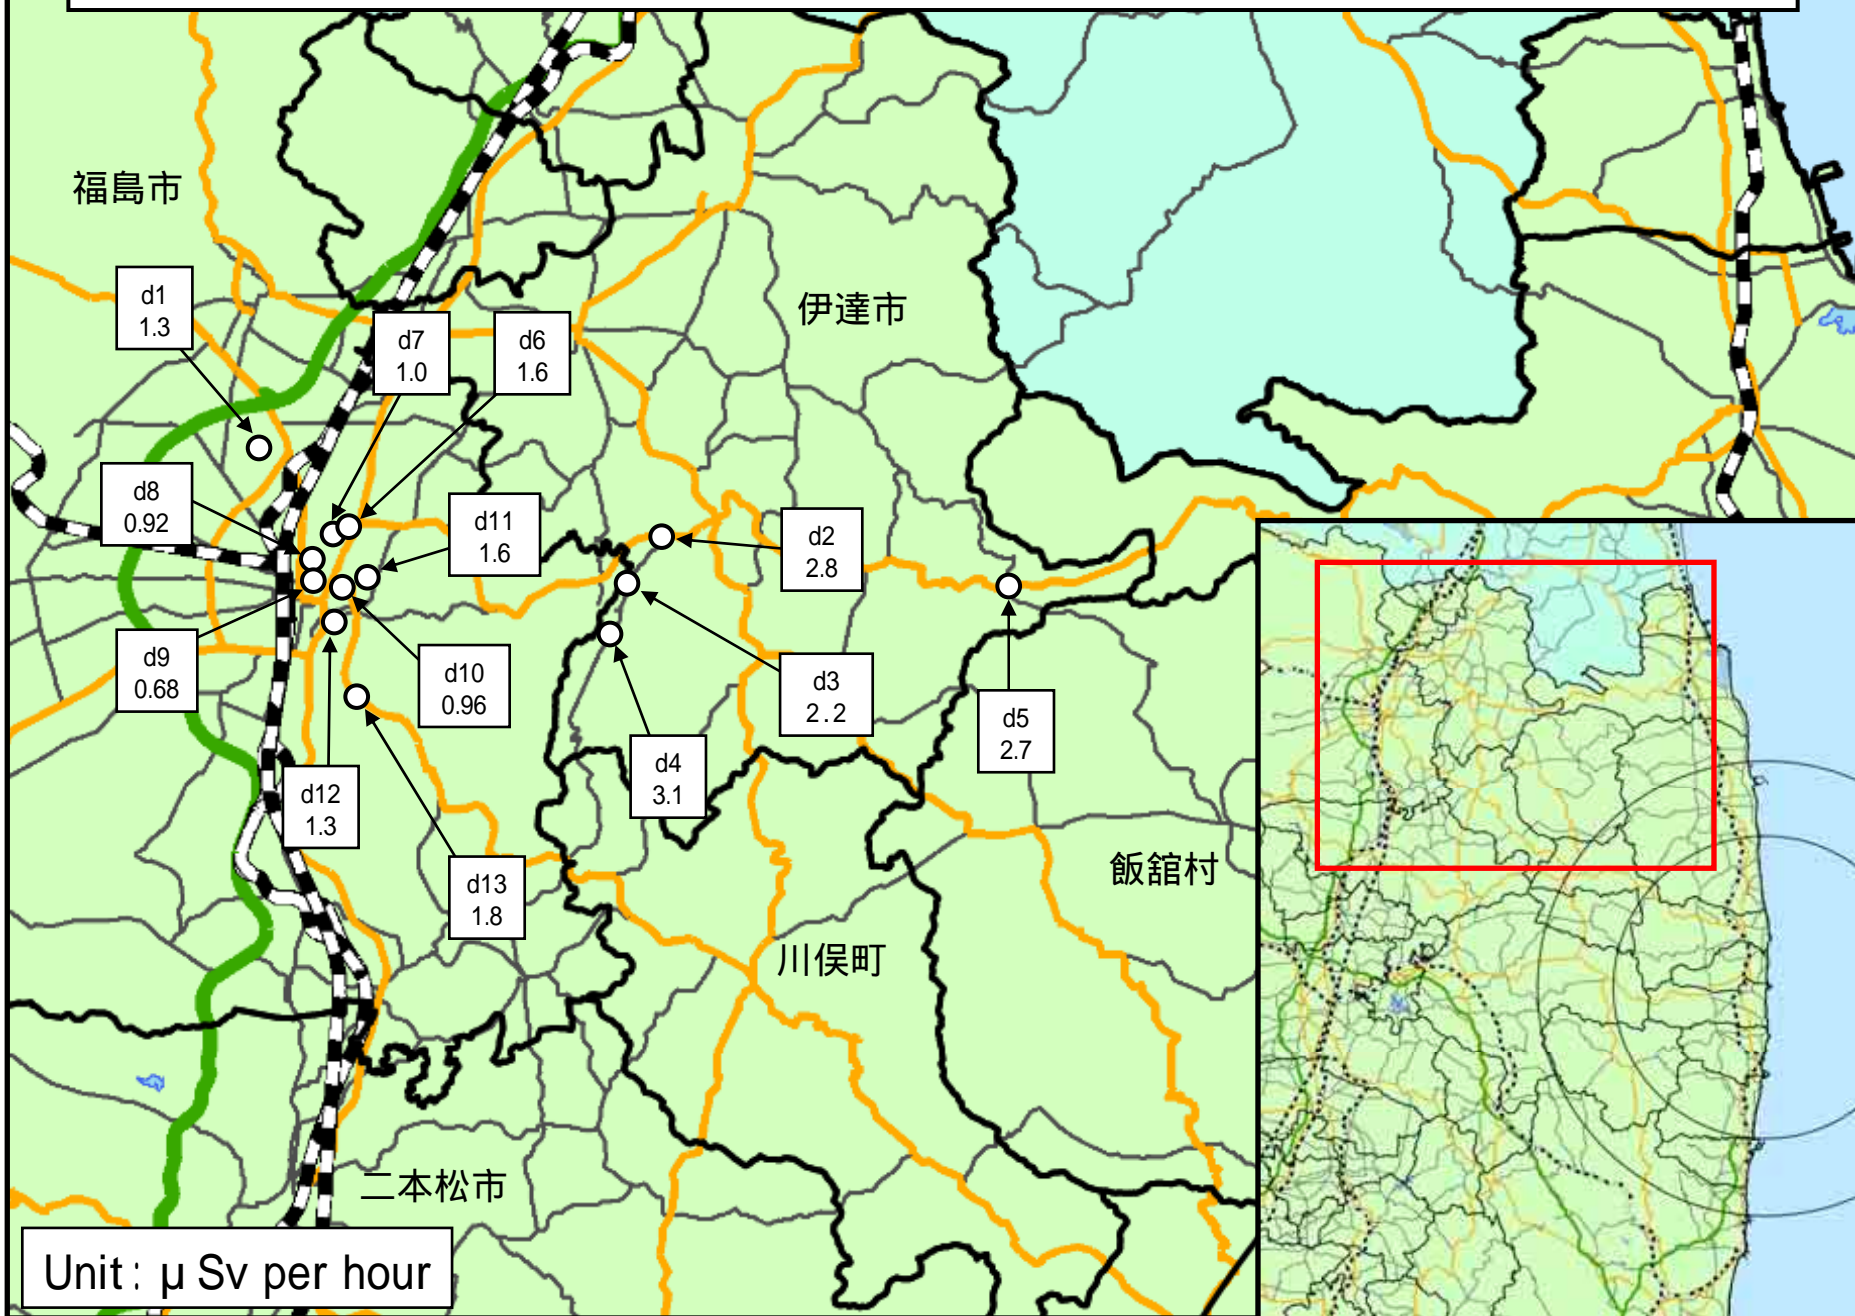 福島市
d1
1.3
伊達市
d7
1.0
d6
1.6
d8
0.92
d11
1.6
d2
2.8
d9
0.68
d10
0.96
d3
2.2
d5
2.7
d4
3.1
d12
1.3
d13
1.8
飯舘村
川俣町
二本松市
Unit: μ Sv per hour